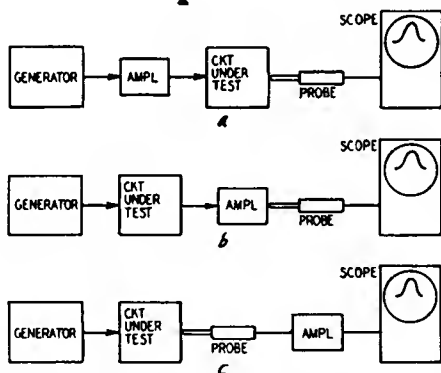 SCOPE
GENERATOR
AMPL
CKT
UNDER
TEST
PROBE
a
SCOPE
GENERATOR
CKT
UNDER
TEST
AMPL
PROBE
b
SCOPE
GENERATOR
CKT
UNDER
TEST
PROBE
AMPL
c